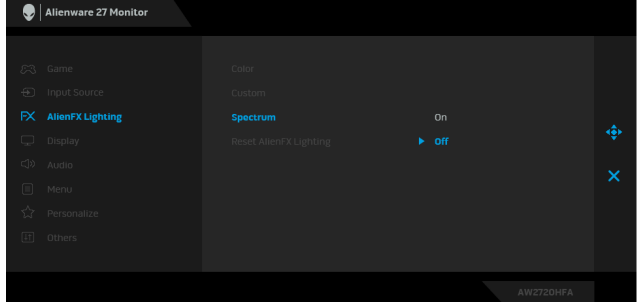 Alienware 27 Monitor
Game
Color
Input Source
Custom
FX AlienFX Lighting
Spectrum On
Display
Reset AlienFX Lighting Off
Audio
Menu
Personalize
Others
AW2720HFA